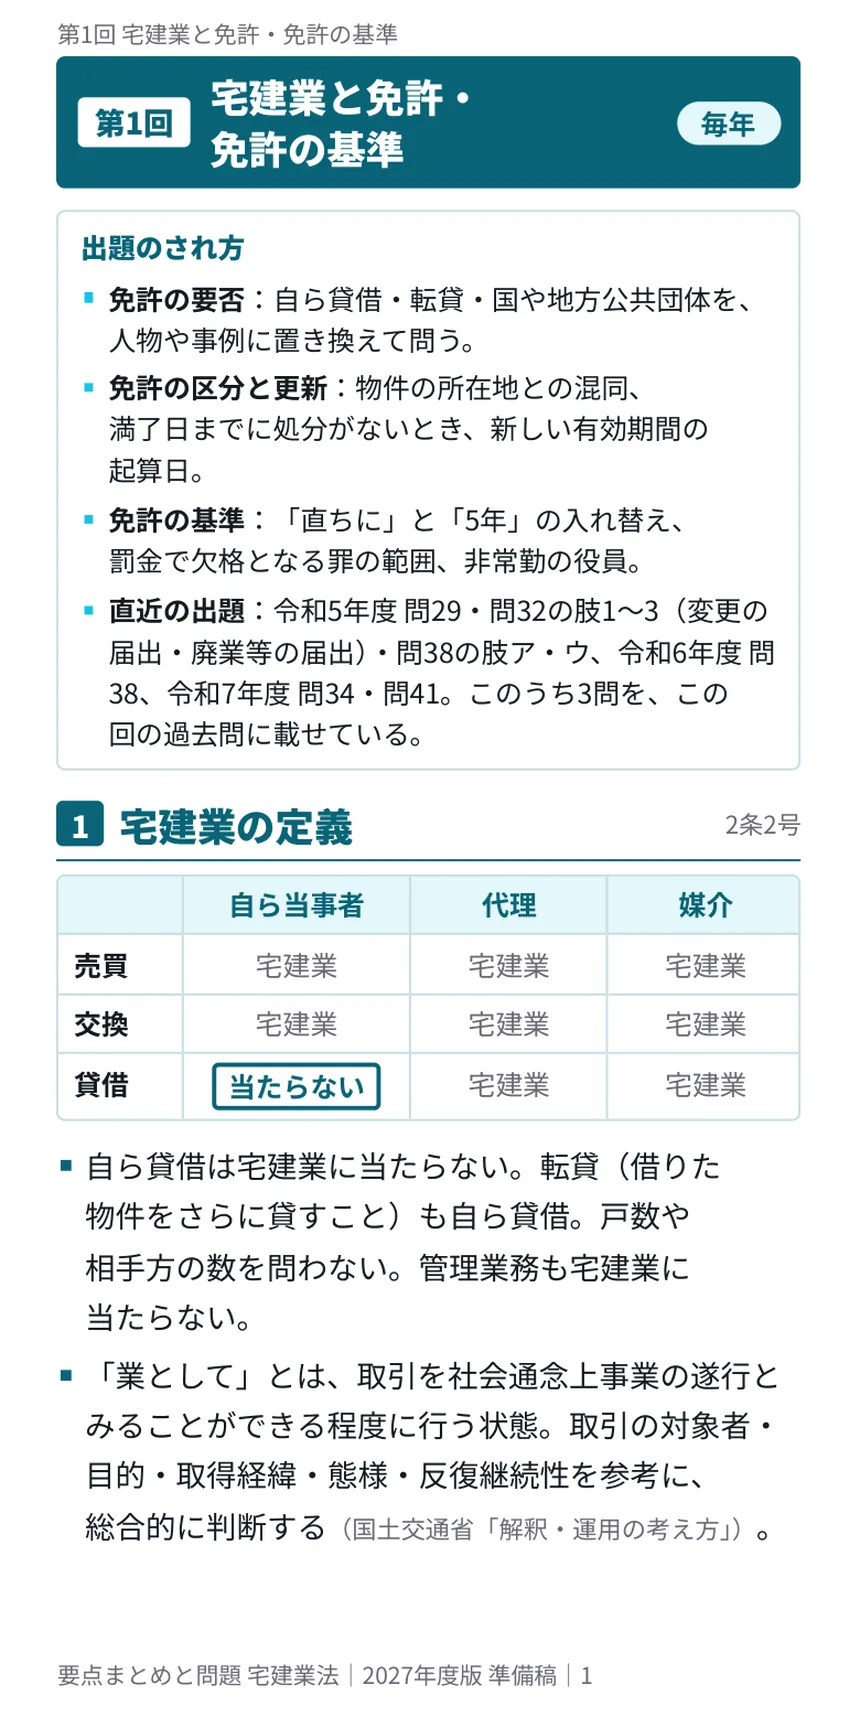 第1回 宅建業と免許・免許の基準
第1回
宅建業と免許・
免許の基準
毎年
出題のされ方
▪ 免許の要否：自ら貸借・転貸・国や地方公共団体を、
人物や事例に置き換えて問う。
▪ 免許の区分と更新：物件の所在地との混同、
満了日までに処分がないとき、新しい有効期間の
起算日。
▪ 免許の基準：「直ちに」と「5年」の入れ替え、
罰金で欠格となる罪の範囲、非常勤の役員。
▪ 直近の出題：令和5年度 問29・問32の肢1〜3（変更の
届出・廃業等の届出）・問38の肢ア・ウ、令和6年度 問
38、令和7年度 問34・問41。このうち3問を、この
回の過去問に載せている。
1 宅建業の定義 2条2号
自ら当事者 代理 媒介
売買 宅建業 宅建業 宅建業
交換 宅建業 宅建業 宅建業
貸借 当たらない 宅建業 宅建業
▪ 自ら貸借は宅建業に当たらない。転貸（借りた
物件をさらに貸すこと）も自ら貸借。戸数や
相手方の数を問わない。管理業務も宅建業に
当たらない。
▪ 「業として」とは、取引を社会通念上事業の遂行と
みることができる程度に行う状態。取引の対象者・
目的・取得経緯・態様・反復継続性を参考に、
総合的に判断する（国土交通省「解釈・運用の考え方」）。
要点まとめと問題 宅建業法｜2027年度版 準備稿｜1